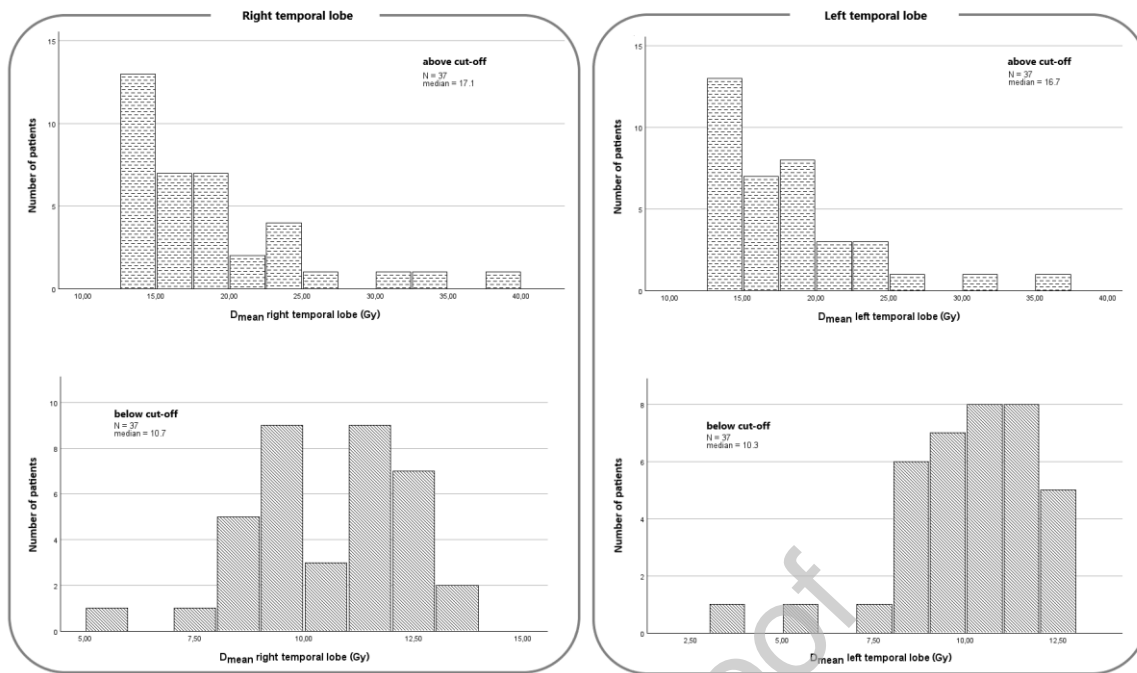 Right temporal lobe
15
10
5
0
Number of patients
above cut-off
N = 37
median = 17.1
10,00 15,00 20,00 25,00 30,00 35,00 40,00
Dmean right temporal lobe (Gy)
10
8
6
4
2
0
Number of patients
below cut-off
N = 37
median = 10.7
5,00 7,50 10,00 12,50 15,00
Dmean right temporal lobe (Gy)
Left temporal lobe
15
10
5
0
Number of patients
above cut-off
N = 37
median = 16.7
10,00 15,00 20,00 25,00 30,00 35,00 40,00
Dmean left temporal lobe (Gy)
8
6
4
2
0
Number of patients
below cut-off
N = 37
median = 10.3
2,50 5,00 7,50 10,00 12,50
Dmean left temporal lobe (Gy)
oof